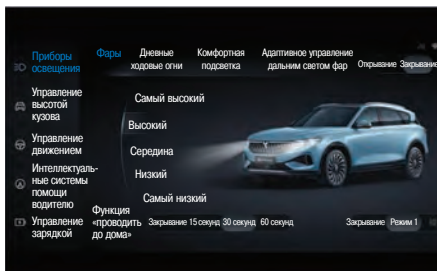 Приборы освещения
Фары
Дневные ходовые огни
Комфортная подсветка
Адаптивное управление дальним светом фар
Открывание Закрывание
Управление высотой кузова
Управление движением
Интеллектуаль-
ные системы помощи водителю
Управление зарядкой
Самый высокий
Высокий
Середина
Низкий
Самый низкий
Функция «проводить до дома»
Закрывание 15 секунд 30 секунд 60 секунд
Закрывание Режим 1